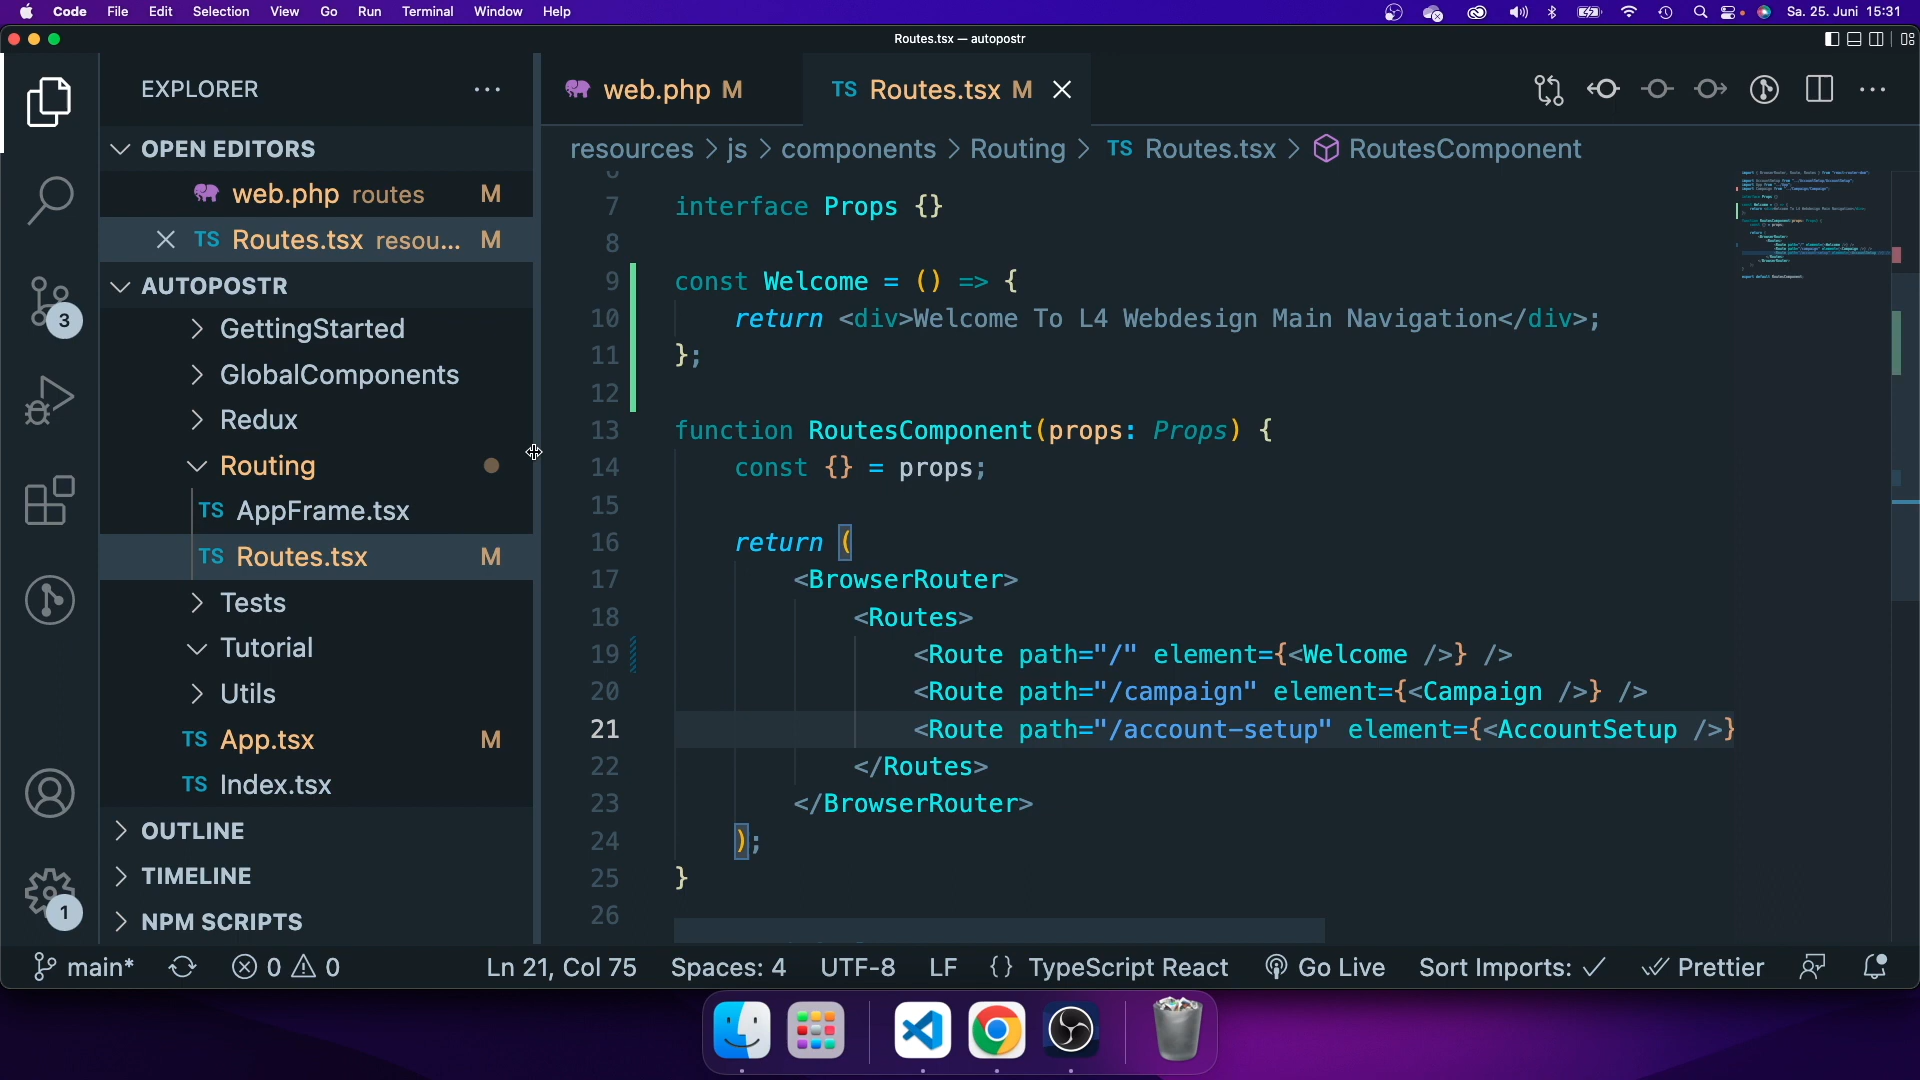 Code File Edit Selection View Go Run Terminal Window Help Sa. 25. Juni 15:31
Routes.tsx — autopostr
EXPLORER
OPEN EDITORS
web.php routes M
Routes.tsx resou... M
AUTOPOSTR
GettingStarted
GlobalComponents
Redux
Routing
TS AppFrame.tsx
TS Routes.tsx M
Tests
Tutorial
Utils
TS App.tsx M
TS Index.tsx
OUTLINE
TIMELINE
NPM SCRIPTS
3
1
web.php M
TS Routes.tsx M
resources > js > components > Routing > TS Routes.tsx > RoutesComponent
7 interface Props {}
8
9 const Welcome = () => {
10 return <div>Welcome To L4 Webdesign Main Navigation</div>;
11 };
12
13 function RoutesComponent(props: Props) {
14 const {} = props;
15
16 return (
17 <BrowserRouter>
18 <Routes>
19 <Route path="/" element={<Welcome />} />
20 <Route path="/campaign" element={<Campaign />} />
21 <Route path="/account-setup" element={<AccountSetup />}
22 </Routes>
23 </BrowserRouter>
24 );
25 }
26
main* 0 0 Ln 21, Col 75 Spaces: 4 UTF-8 LF {} TypeScript React Go Live Sort Imports: ✓ Prettier